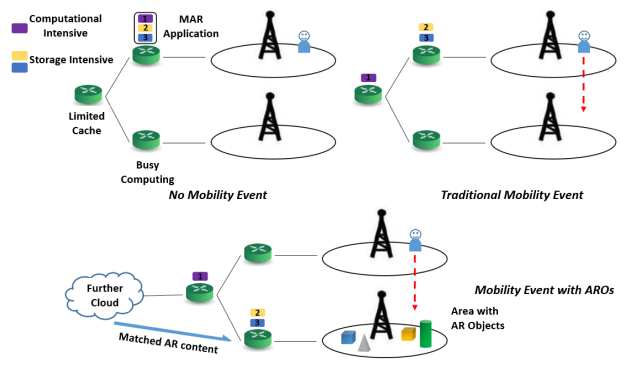 Computational
Intensive
Storage Intensive
1
2
3
MAR
Application
Limited
Cache
Busy
Computing
No Mobility Event
2
3
1
Traditional Mobility Event
Further
Cloud
1
2
3
Matched AR content
Mobility Event with AROs
Area with
AR Objects